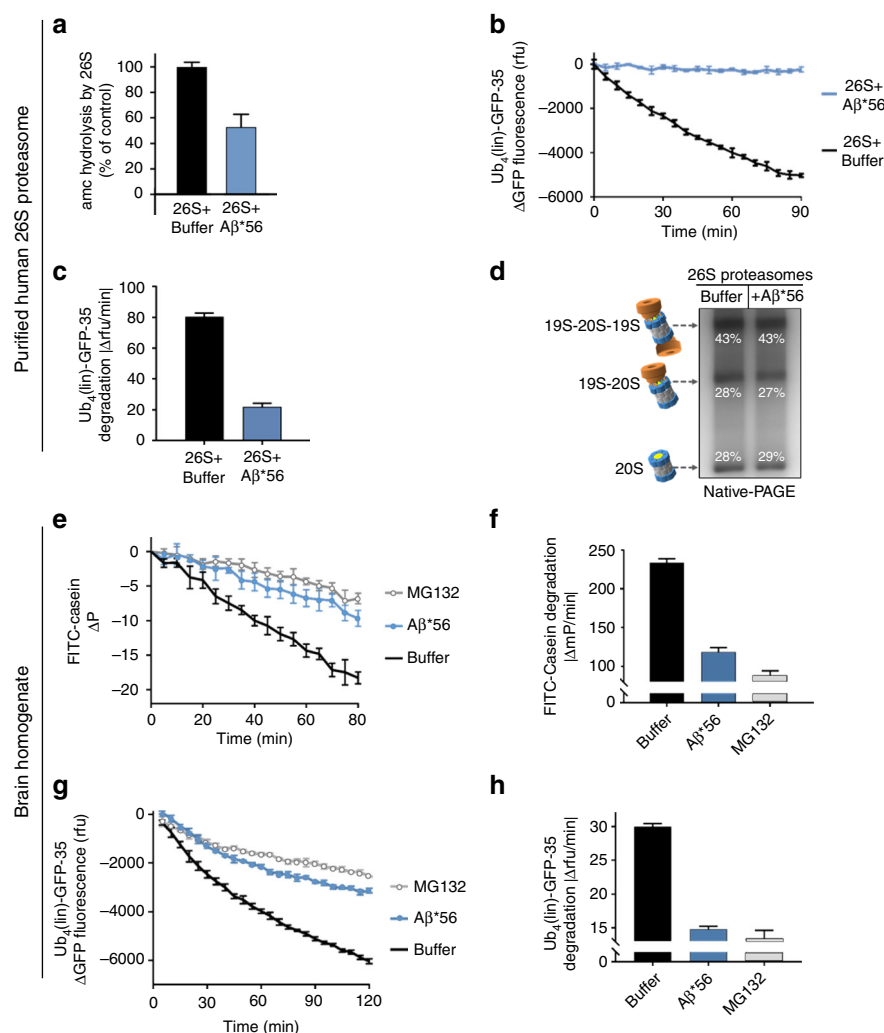 Purified human 26S proteasome
a
amc hydrolysis by 26S
(% of control)
100
80
60
40
20
0
26S+
Buffer
26S+
Aβ*56
b
Ub4(lin)-GFP-35
ΔGFP fluorescence (rfu)
0
–2000
–4000
–6000
0
30
60
90
Time (min)
26S+
Aβ*56
26S+
Buffer
c
Ub4(lin)-GFP-35
degradation |Δrfu/min|
100
80
60
40
20
0
26S+
Buffer
26S+
Aβ*56
d
26S proteasomes
Buffer +Aβ*56
19S-20S-19S
43% 43%
19S-20S
28% 27%
20S
28% 29%
Native-PAGE
Brain homogenate
e
FITC-casein
ΔP
0
–5
–10
–15
–20
0
20
40
60
80
Time (min)
MG132
Aβ*56
Buffer
f
FITC-Casein degradation
|ΔmP/min|
250
200
150
100
0
Buffer
Aβ*56
MG132
g
Ub4(lin)-GFP-35
ΔGFP fluorescence (rfu)
0
–2000
–4000
–6000
0
30
60
90
120
Time (min)
MG132
Aβ*56
Buffer
h
Ub4(lin)-GFP-35
degradation |Δrfu/min|
30
15
0
Buffer
Aβ*56
MG132